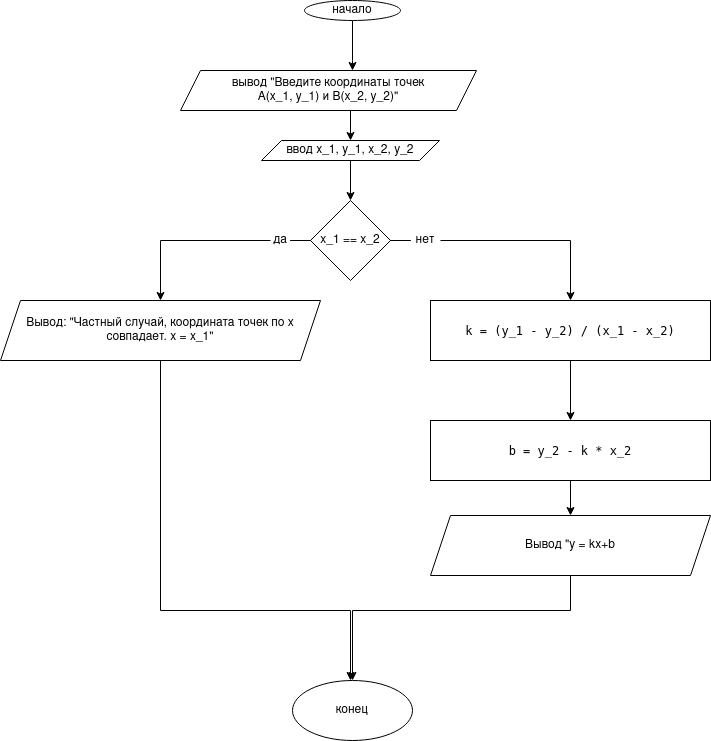 начало
вывод "Введите координаты точек
A(x_1, y_1) и B(x_2, y_2)"
ввод x_1, y_1, x_2, y_2
да
x_1 == x_2
нет
Вывод: "Частный случай, координата точек по x
совпадает. x = x_1"
k = (y_1 - y_2) / (x_1 - x_2)
b = y_2 - k * x_2
Вывод "y = kx+b
конец